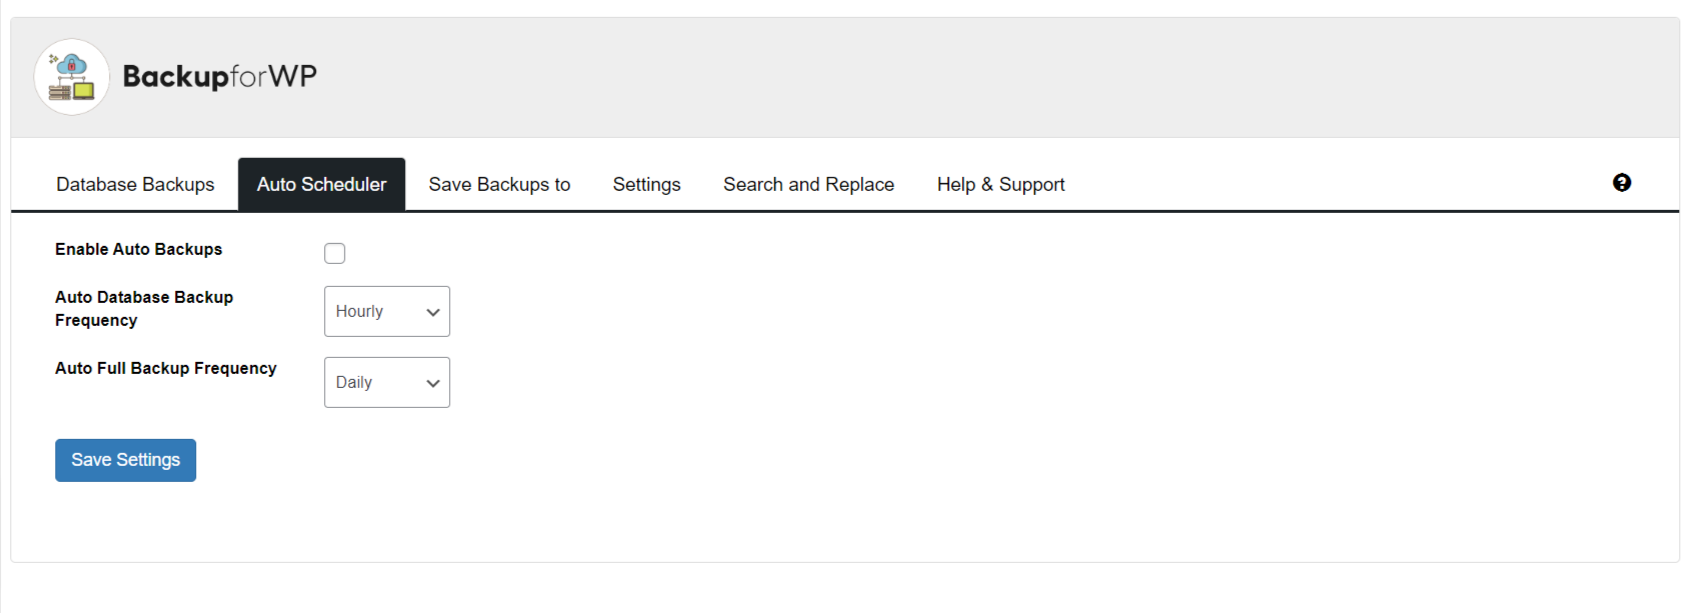 BackupforWP
Database Backups Auto Scheduler Save Backups to Settings Search and Replace Help & Support ?
Enable Auto Backups
Auto Database Backup
Frequency
Hourly
Auto Full Backup Frequency
Daily
Save Settings